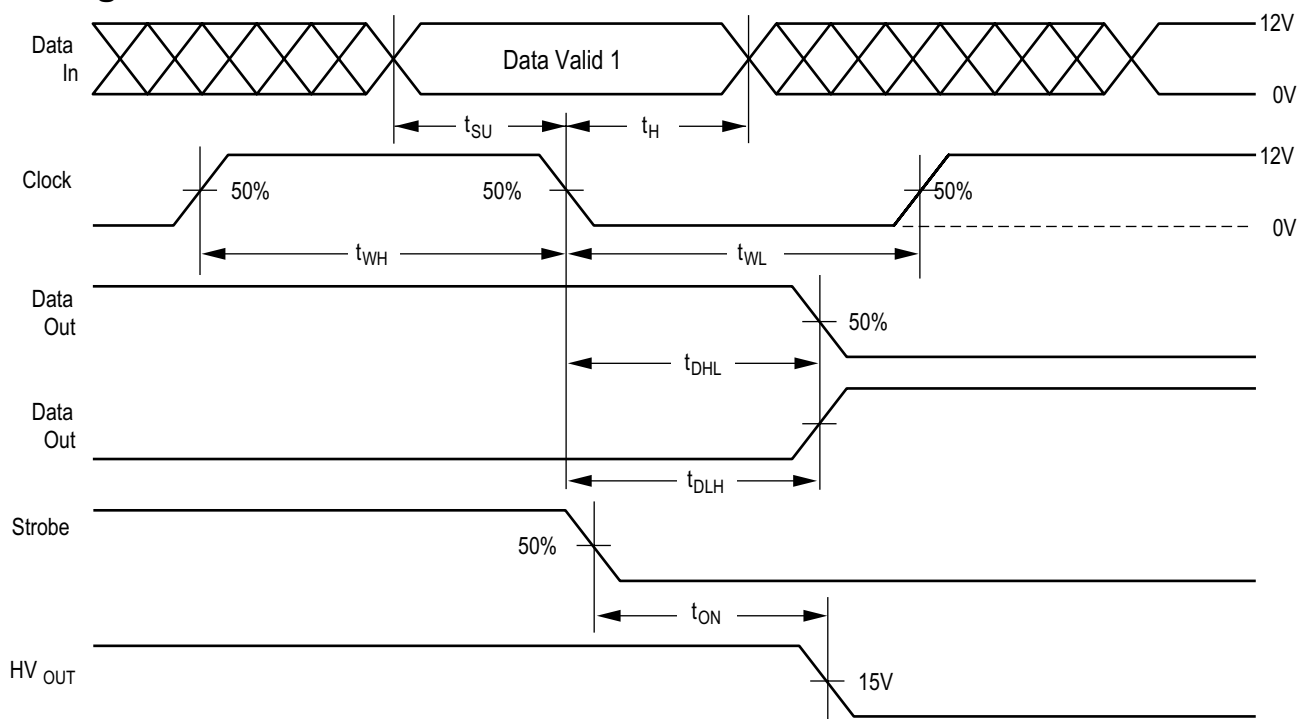 Data
In
Data Valid 1
12V
0V
tSU
tH
Clock
50%
50%
50%
12V
0V
tWH
tWL
Data
Out
50%
tDHL
Data
Out
tDLH
Strobe
50%
tON
HV OUT
15V